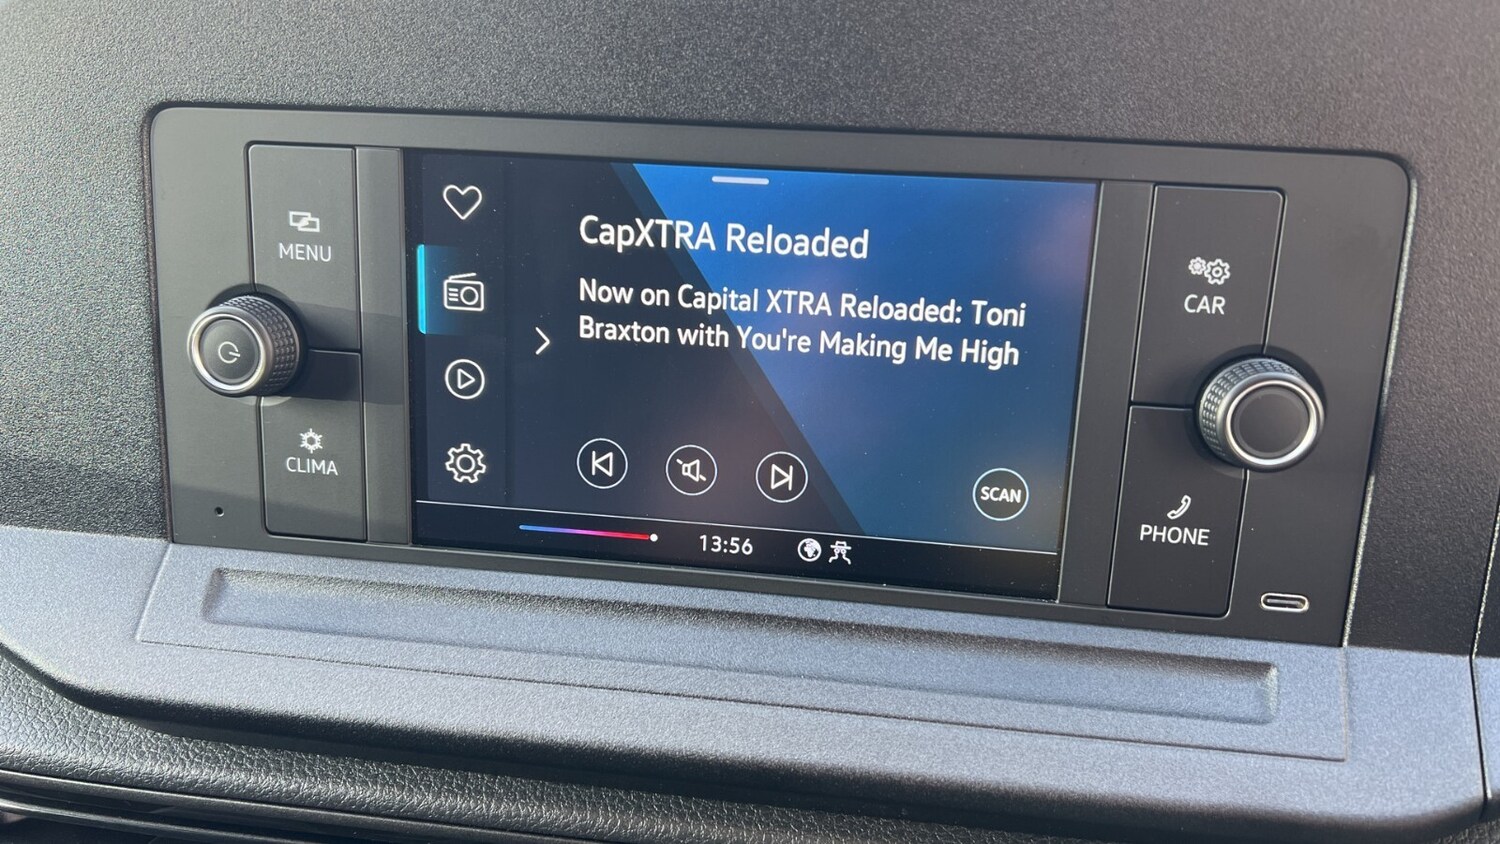 MENU
CLIMA
CapXTRA Reloaded
Now on Capital XTRA Reloaded: Toni
Braxton with You're Making Me High
SCAN
13:56
CAR
PHONE